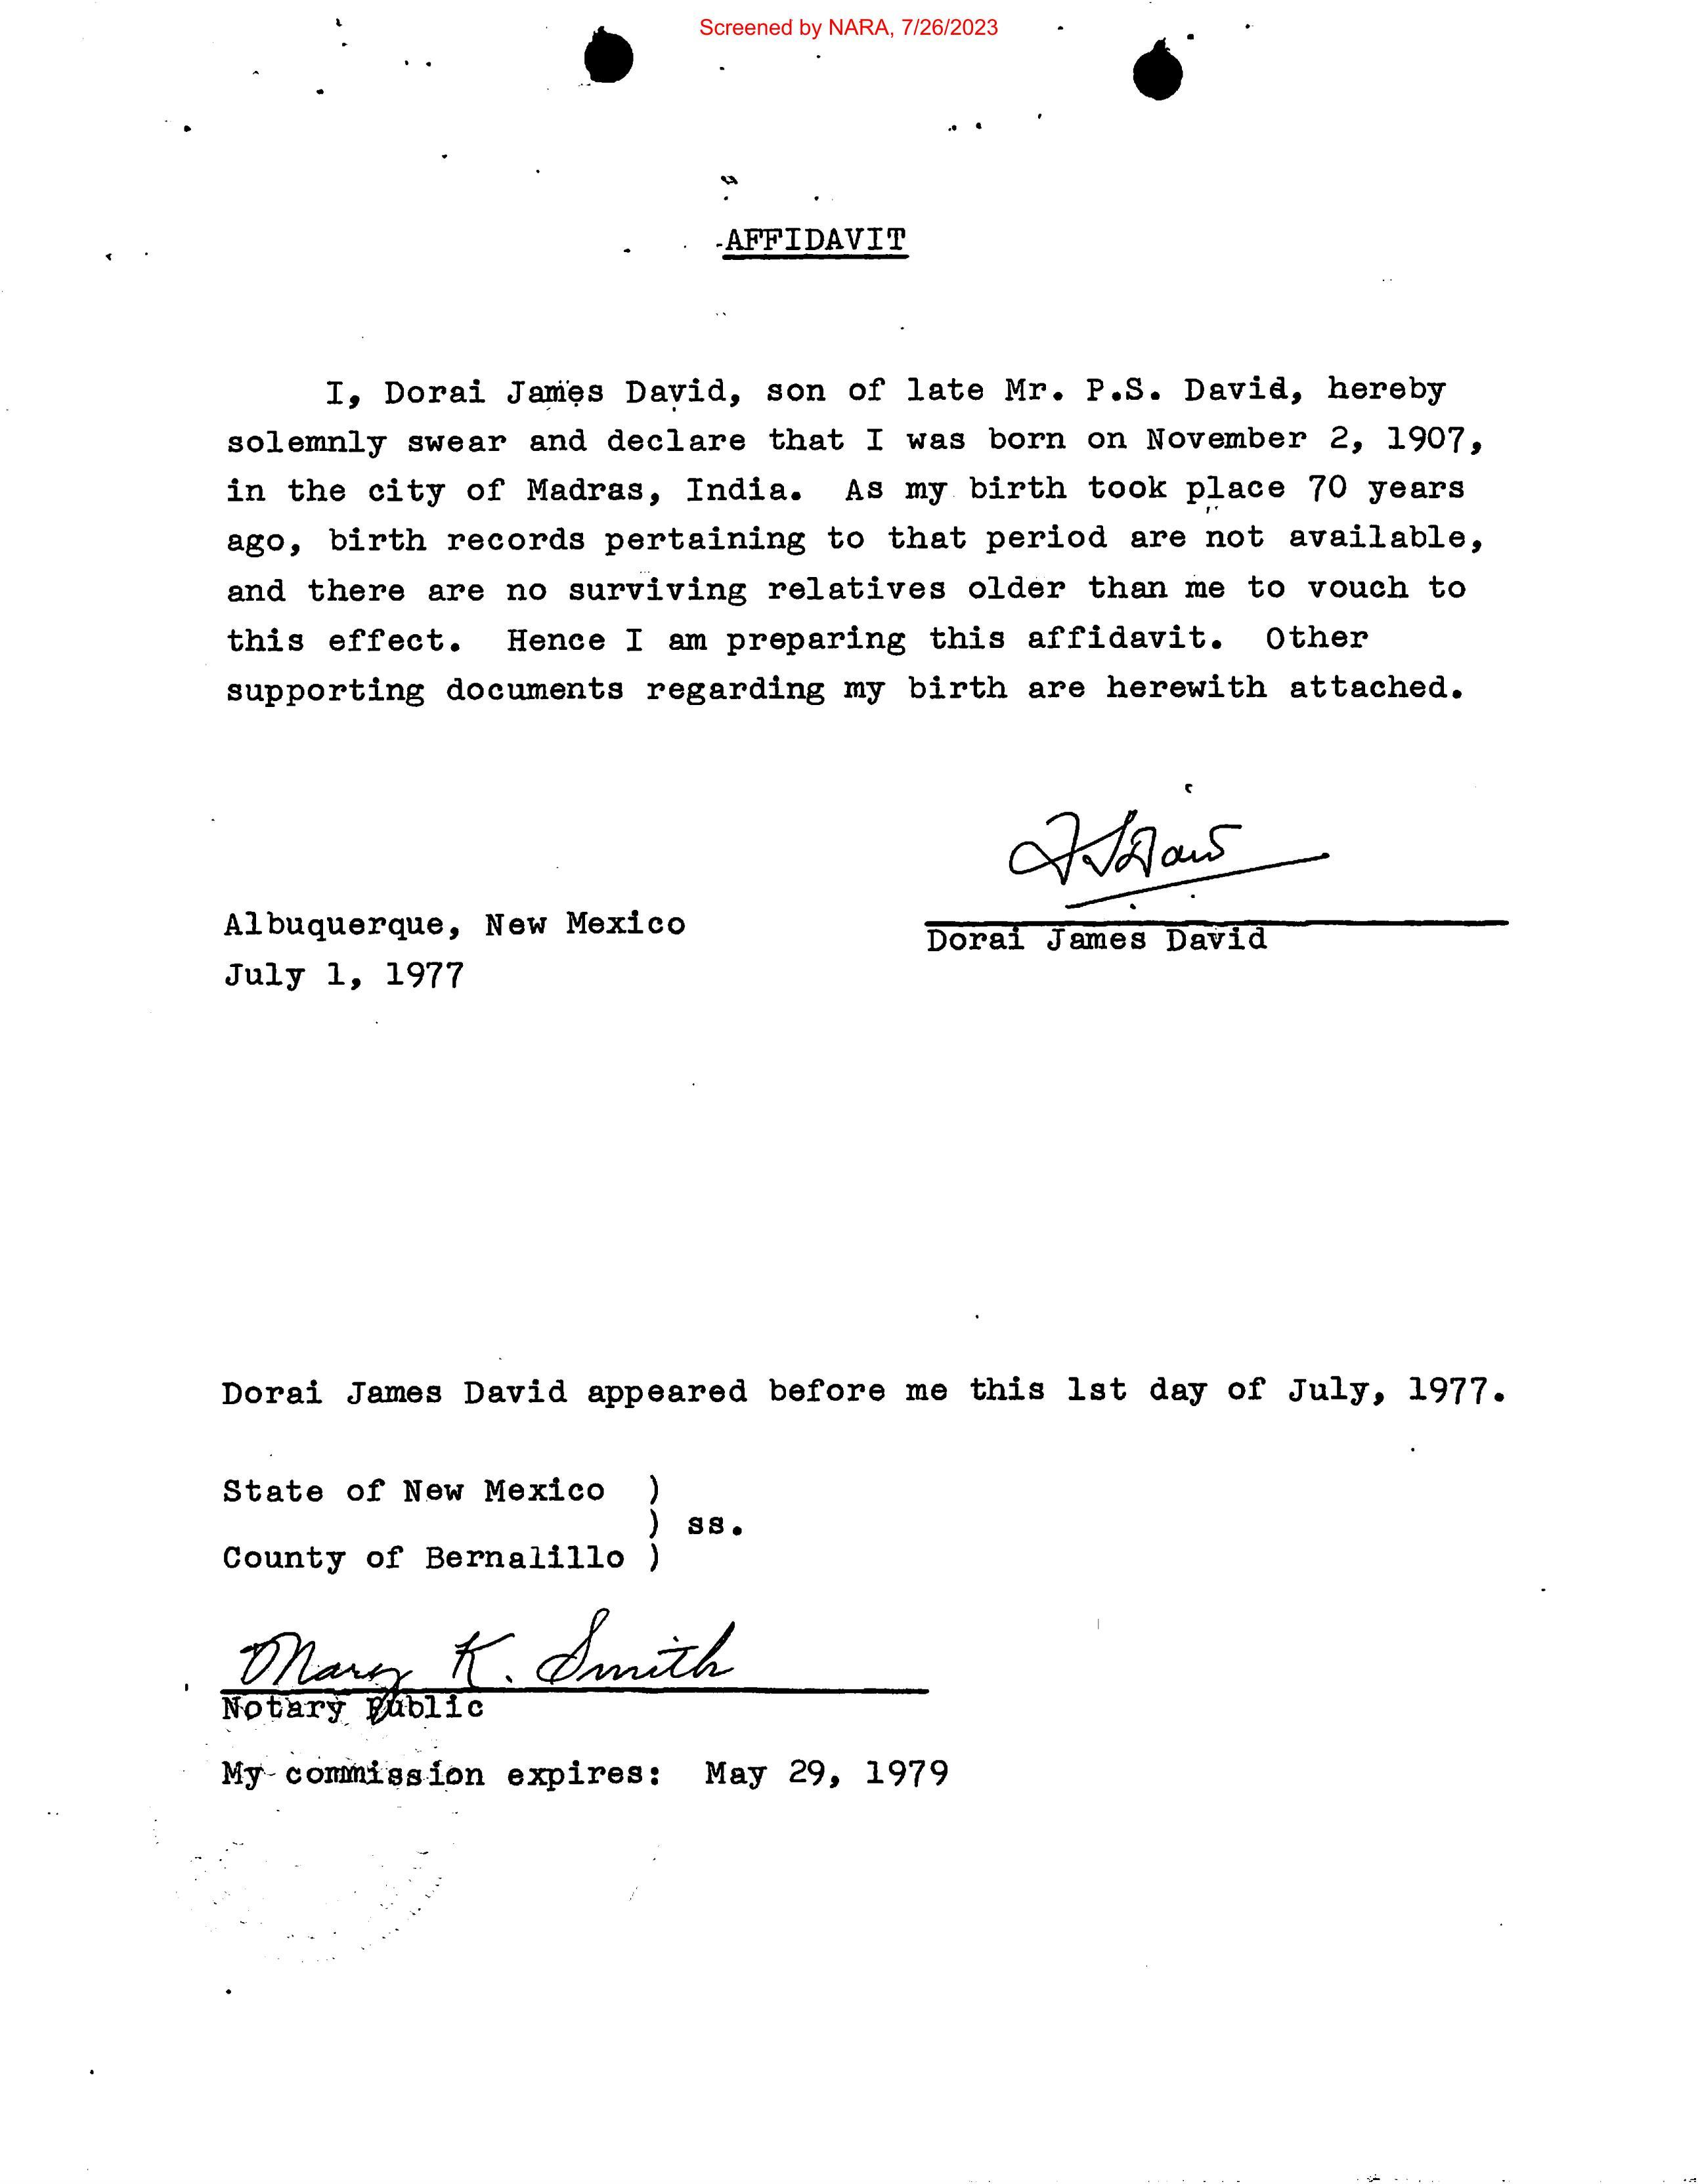 Screened by NARA, 7/26/2023
AFFIDAVIT
I, Dorai James David, son of late Mr. P.S. David, hereby
solemnly swear and declare that I was born on November 2, 1907,
in the city of Madras, India. As my birth took place 70 years
ago, birth records pertaining to that period are not available,
and there are no surviving relatives older than me to vouch to
this effect. Hence I am preparing this affidavit. Other
supporting documents regarding my birth are herewith attached.
Albuquerque, New Mexico
Dorai James David
July 1, 1977
Dorai James David appeared before me this 1st day of July, 1977.
State of New Mexico )
) ss.
County of Bernalillo )
Mary K. Smith
Notary Public
My commission expires: May 29, 1979